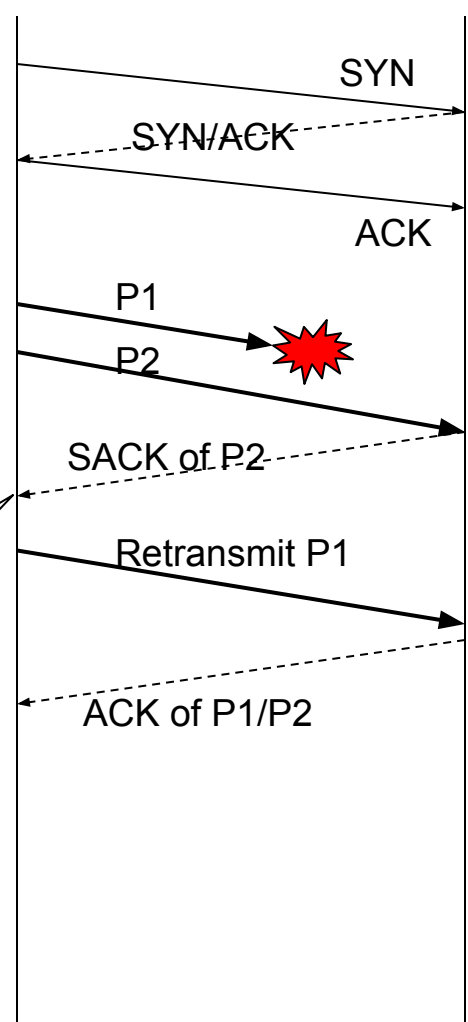 SYN
SYN/ACK
ACK
P1
P2
SACK of P2
Retransmit P1
ACK of P1/P2